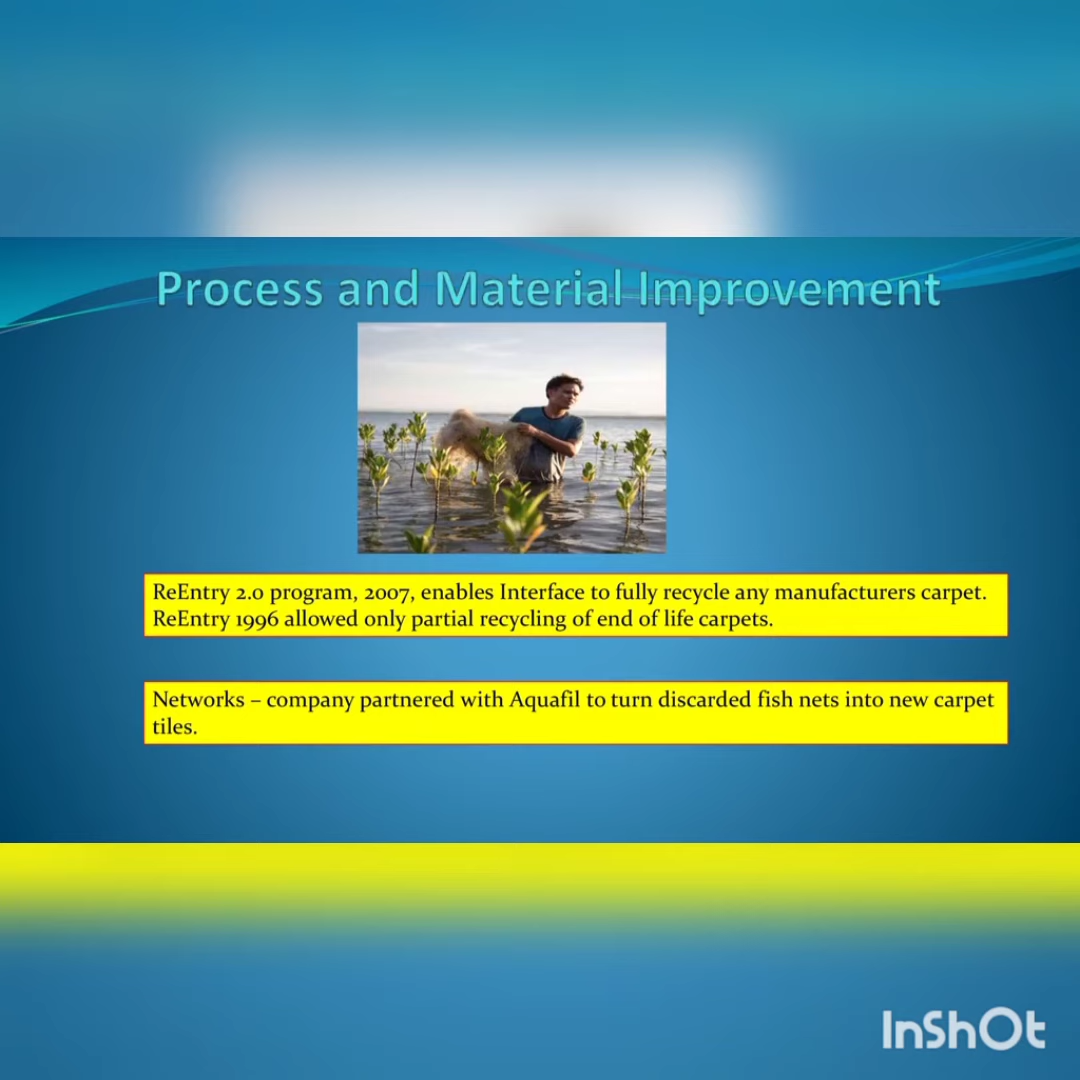 Process and Material Improvement
ReEntry 2.0 program, 2007, enables Interface to fully recycle any manufacturers carpet.
ReEntry 1996 allowed only partial recycling of end of life carpets.
Networks – company partnered with Aquafil to turn discarded fish nets into new carpet
tiles.
InShOt